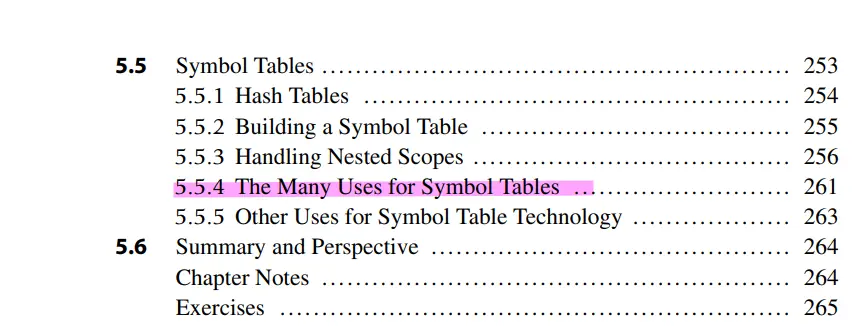 5.5 Symbol Tables ........................................................ 253
5.5.1 Hash Tables .................................................... 254
5.5.2 Building a Symbol Table ..................................... 255
5.5.3 Handling Nested Scopes ...................................... 256
5.5.4 The Many Uses for Symbol Tables .......................... 261
5.5.5 Other Uses for Symbol Table Technology .................... 263
5.6 Summary and Perspective ........................................... 264
Chapter Notes ........................................................ 264
Exercises ............................................................. 265